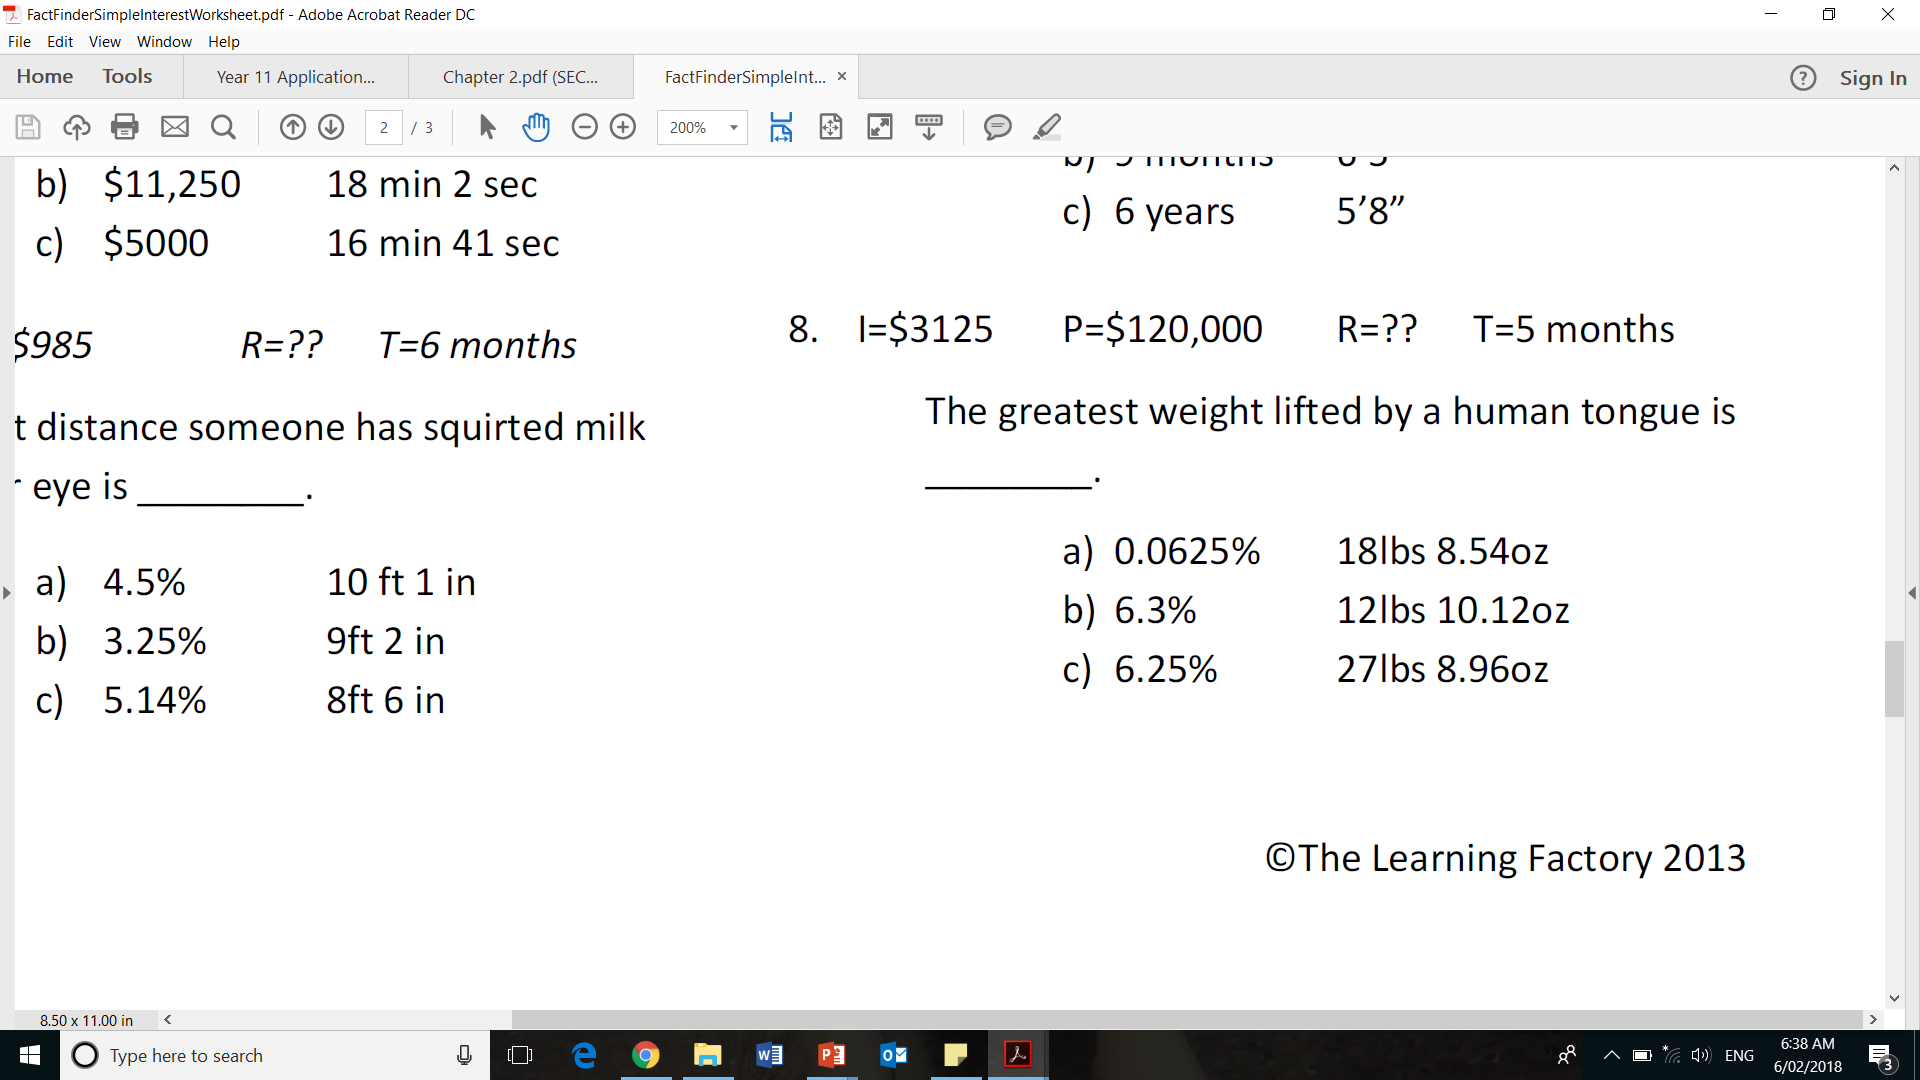 FactFinderSimpleInterestWorksheet.pdf - Adobe Acrobat Reader DC
File Edit View Window Help
Home Tools Year 11 Application... Chapter 2.pdf (SEC... FactFinderSimpleInt... × Sign In
2 / 3 200%
b) $11,250 18 min 2 sec
c) $5000 16 min 41 sec
$985 R=?? T=6 months
t distance someone has squirted milk
eye is ________.
a) 4.5% 10 ft 1 in
b) 3.25% 9ft 2 in
c) 5.14% 8ft 6 in
b) 9 months
c) 6 years 5’8”
8. I=$3125 P=$120,000 R=?? T=5 months
The greatest weight lifted by a human tongue is
________.
a) 0.0625% 18lbs 8.54oz
b) 6.3% 12lbs 10.12oz
c) 6.25% 27lbs 8.96oz
©The Learning Factory 2013
8.50 x 11.00 in
Type here to search
ENG
6:38 AM
6/02/2018
3